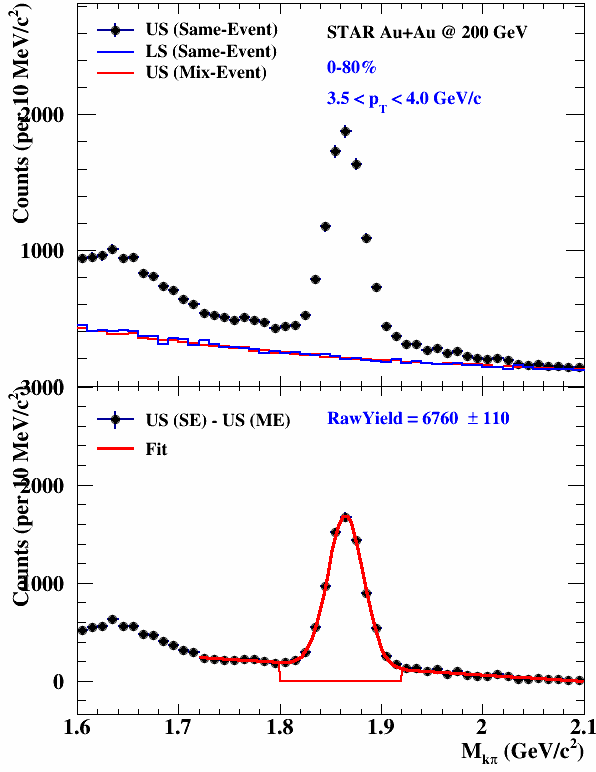 US (Same-Event)
LS (Same-Event)
US (Mix-Event)
STAR Au+Au @ 200 GeV
0-80%
3.5 < p_T < 4.0 GeV/c
Counts (per 10 MeV/c²)
2000
1000
3000
US (SE) - US (ME)
Fit
RawYield = 6760 ± 110
Counts (per 10 MeV/c²)
2000
1000
0
1.6 1.7 1.8 1.9 2 2.1
M_kπ (GeV/c²)